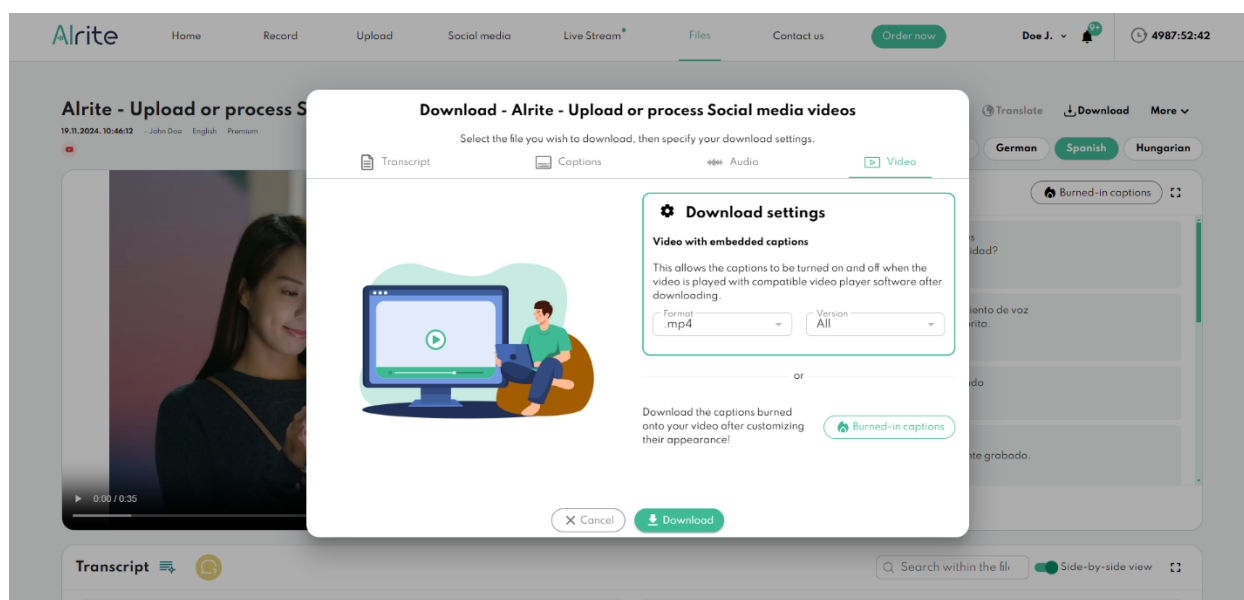 Alrite
Home
Record
Upload
Social media
Live Stream
Files
Contact us
Order now
Doe J.
9+
4987:52:42
Alrite - Upload or process S
19.11.2024. 10:46:12 - John Doe English Premium
Translate
Download
More
German
Spanish
Hungarian
Burned-in captions
idad?
iento de voz
rita.
do
nte grabado.
0:00 / 0:35
Download - Alrite - Upload or process Social media videos
Select the file you wish to download, then specify your download settings.
Transcript
Captions
Audio
Video
Download settings
Video with embedded captions
This allows the captions to be turned on and off when the
video is played with compatible video player software after
downloading.
Format
.mp4
Version
All
or
Download the captions burned
onto your video after customizing
their appearance!
Burned-in captions
Cancel
Download
Transcript
Search within the fil
Side-by-side view